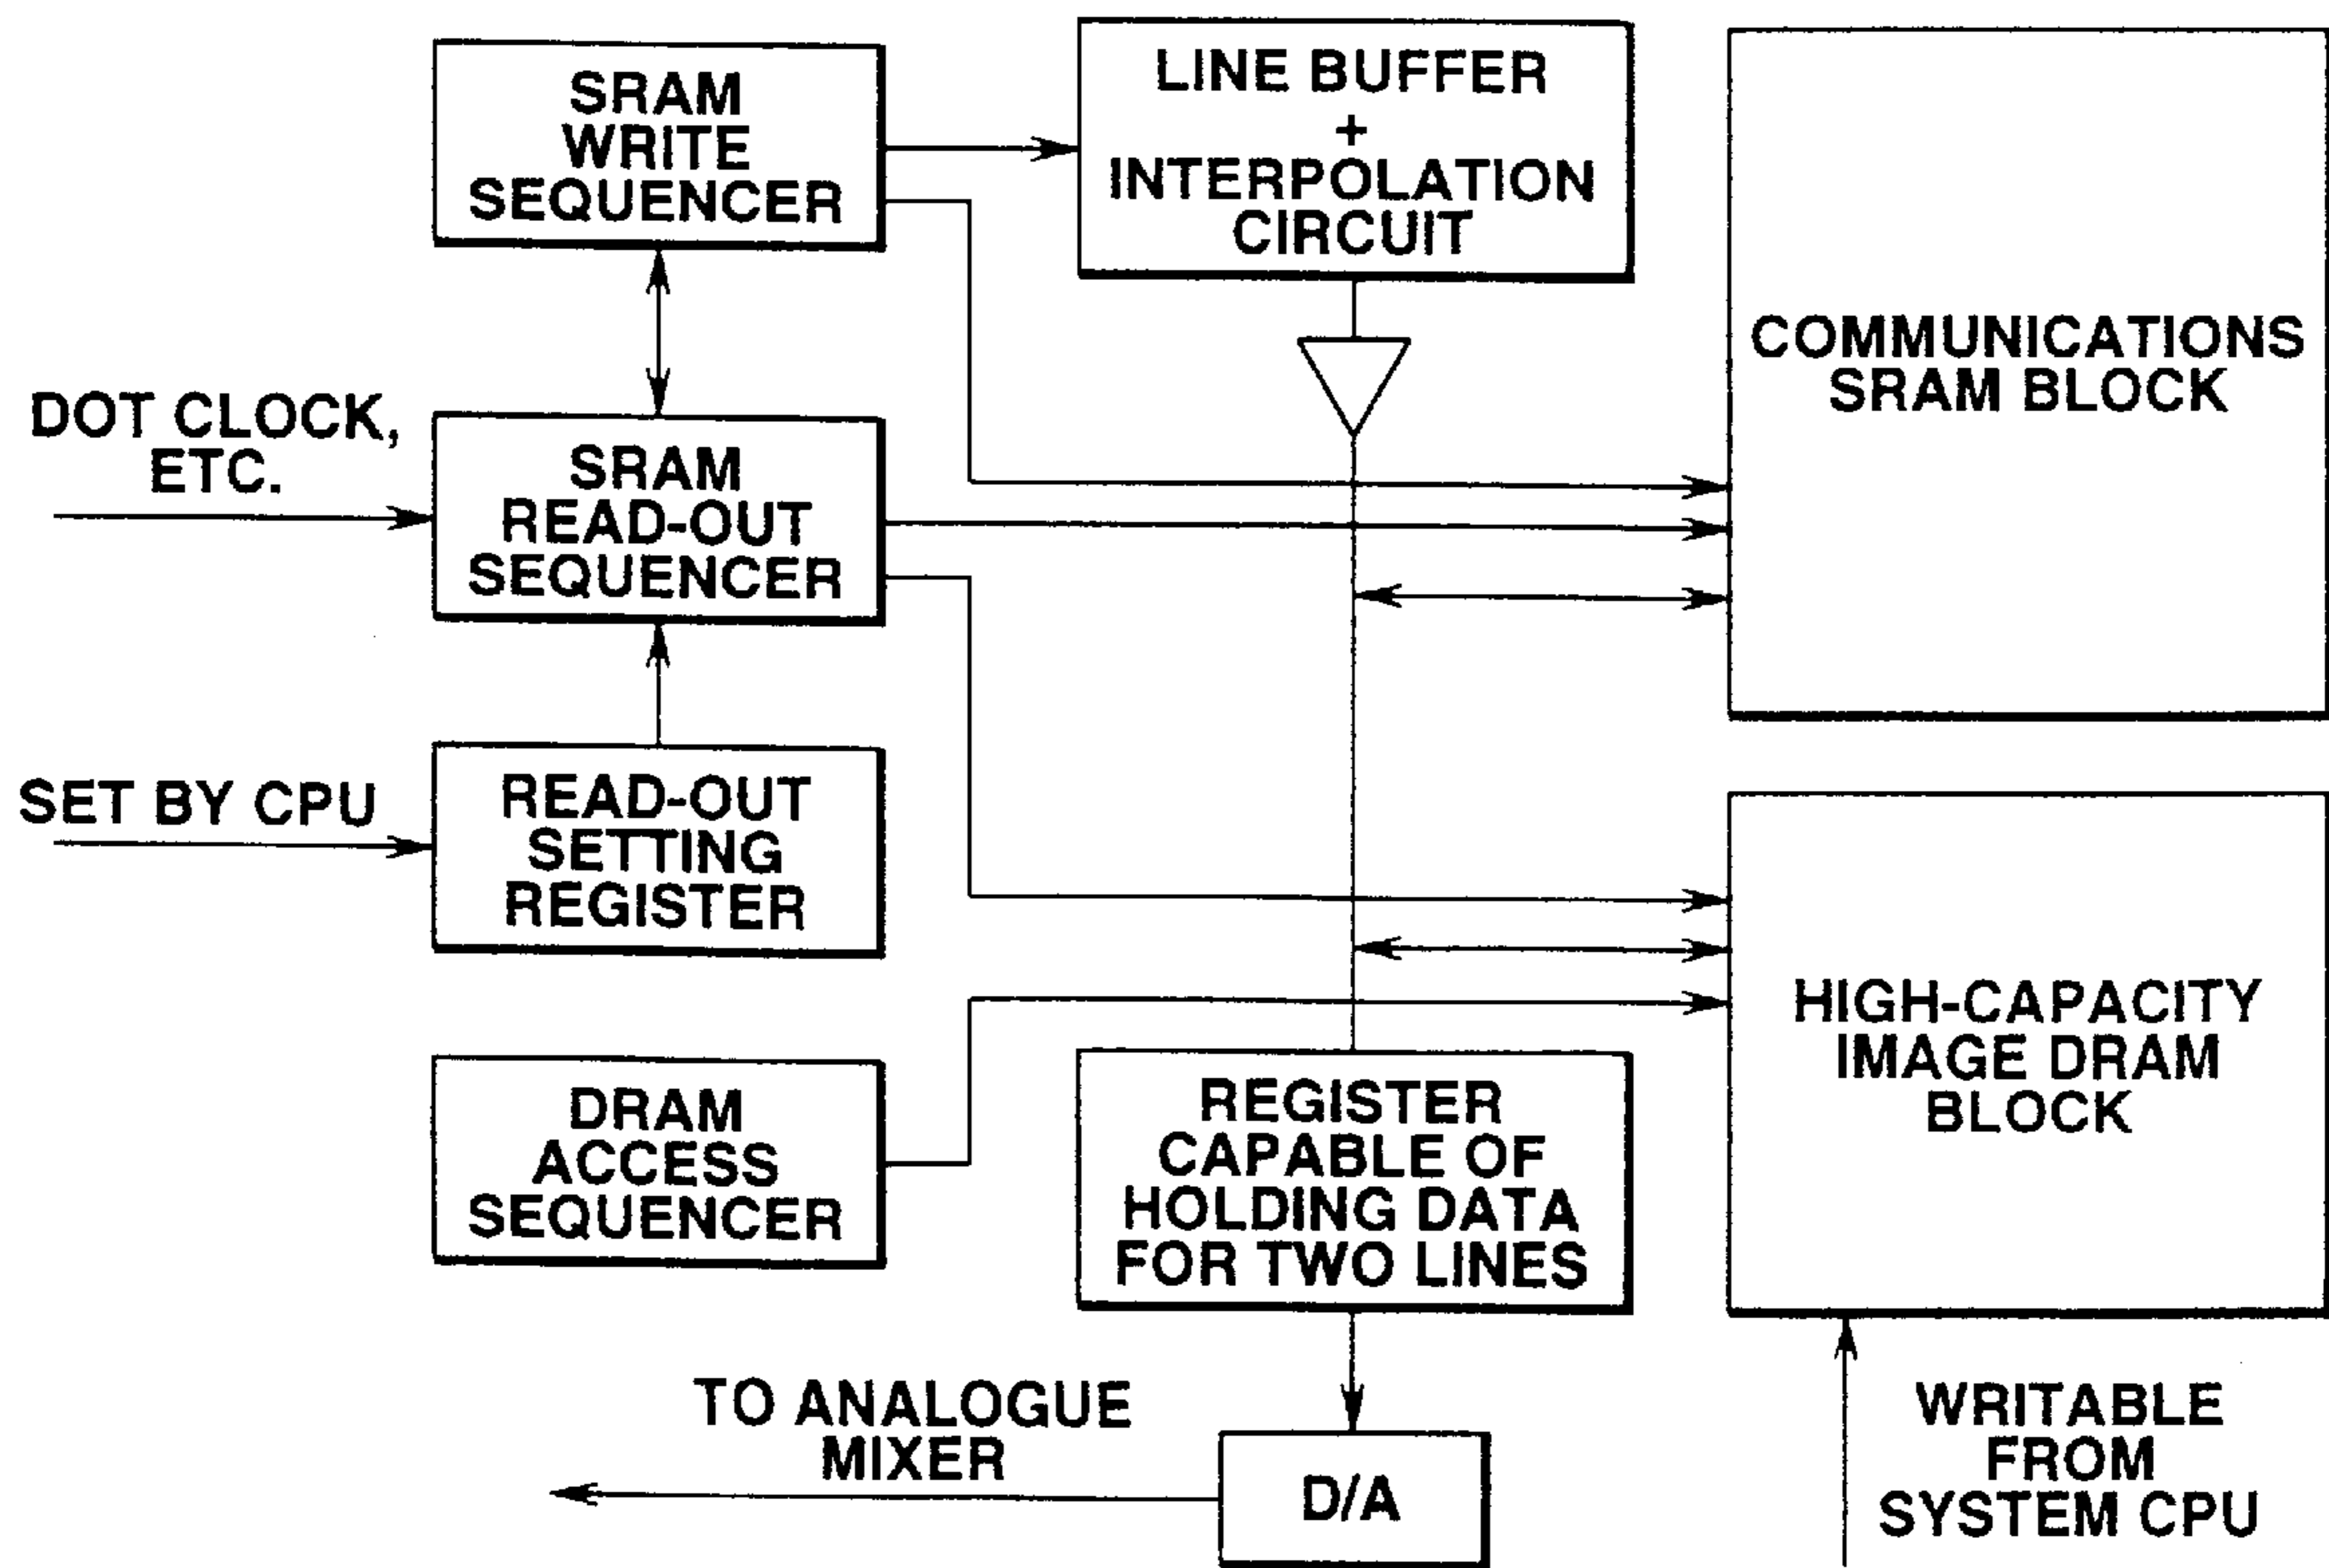 SRAM
WRITE
SEQUENCER
LINE BUFFER
+
INTERPOLATION
CIRCUIT
COMMUNICATIONS
SRAM BLOCK
DOT CLOCK,
ETC.
SRAM
READ-OUT
SEQUENCER
SET BY CPU
READ-OUT
SETTING
REGISTER
HIGH-CAPACITY
IMAGE DRAM
BLOCK
DRAM
ACCESS
SEQUENCER
REGISTER
CAPABLE OF
HOLDING DATA
FOR TWO LINES
TO ANALOGUE
MIXER
D/A
WRITABLE
FROM
SYSTEM CPU